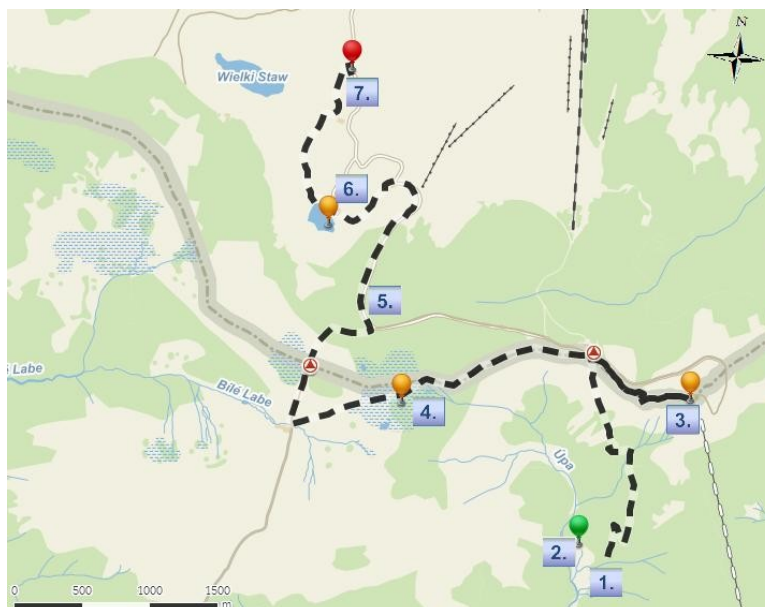 N
Wielki Staw
7.
6.
5.
é Labe
Bílé Labe
4.
3.
Úpa
2.
1.
0 500 1000 1500
m